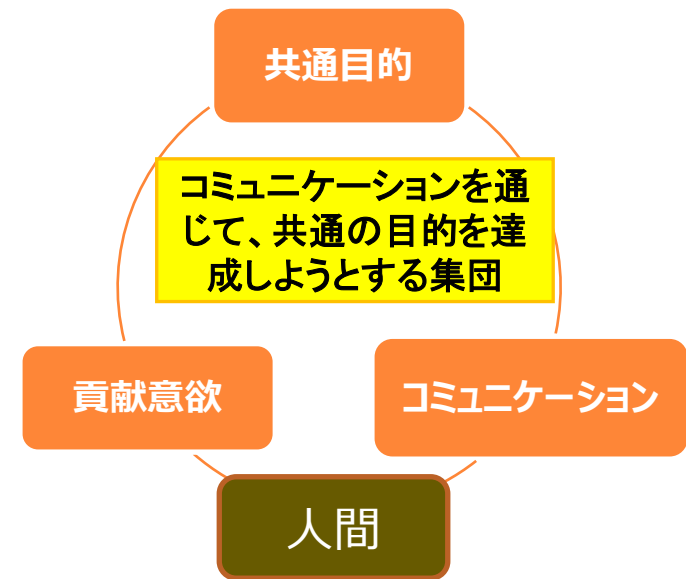 共通目的
コミュニケーションを通
じて、共通の目的を達
成しようとする集団
貢献意欲
コミュニケーション
人間